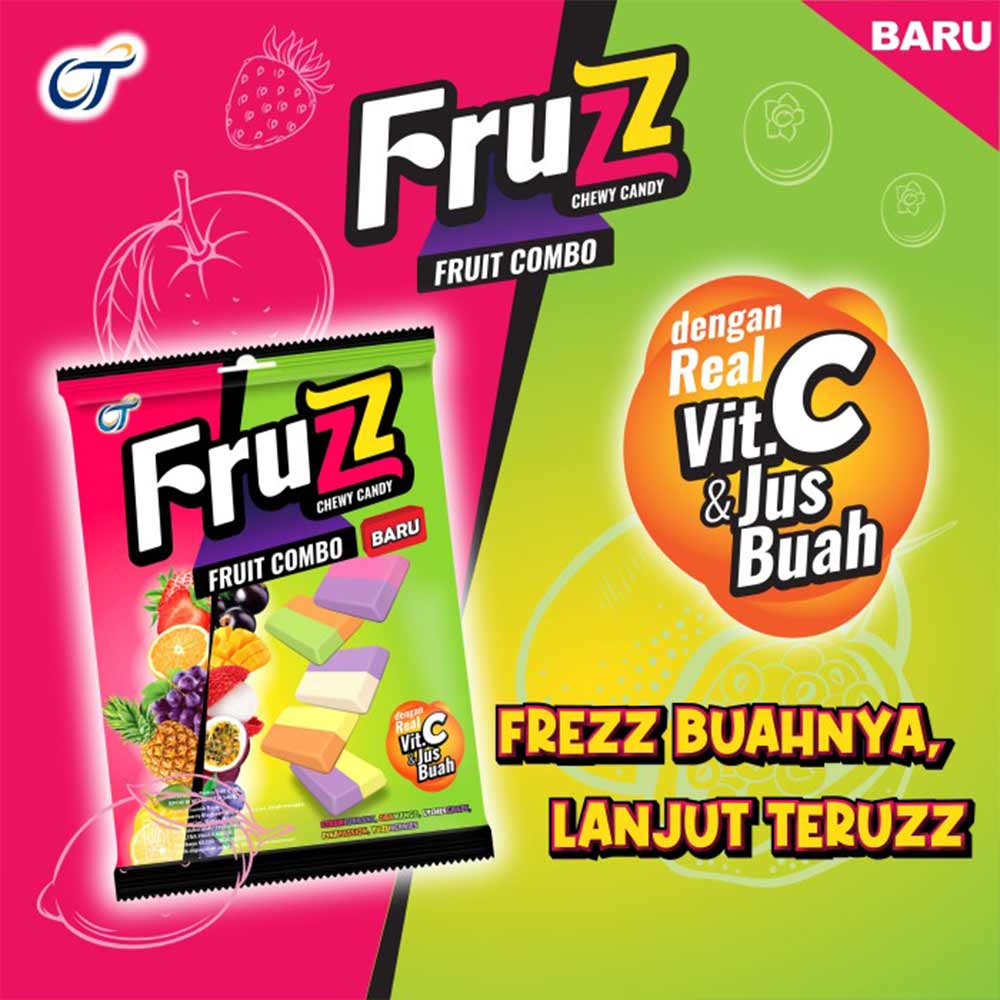 BARU
FruZZ
CHEWY CANDY
FRUIT COMBO
dengan
Real
Vit.C
& Jus
Buah
FruZZ
CHEWY CANDY
FRUIT COMBO
BARU
dengan
Real
Vit.C
& Jus
Buah
FREZZ BUAHNYA,
LANJUT TERUZZ